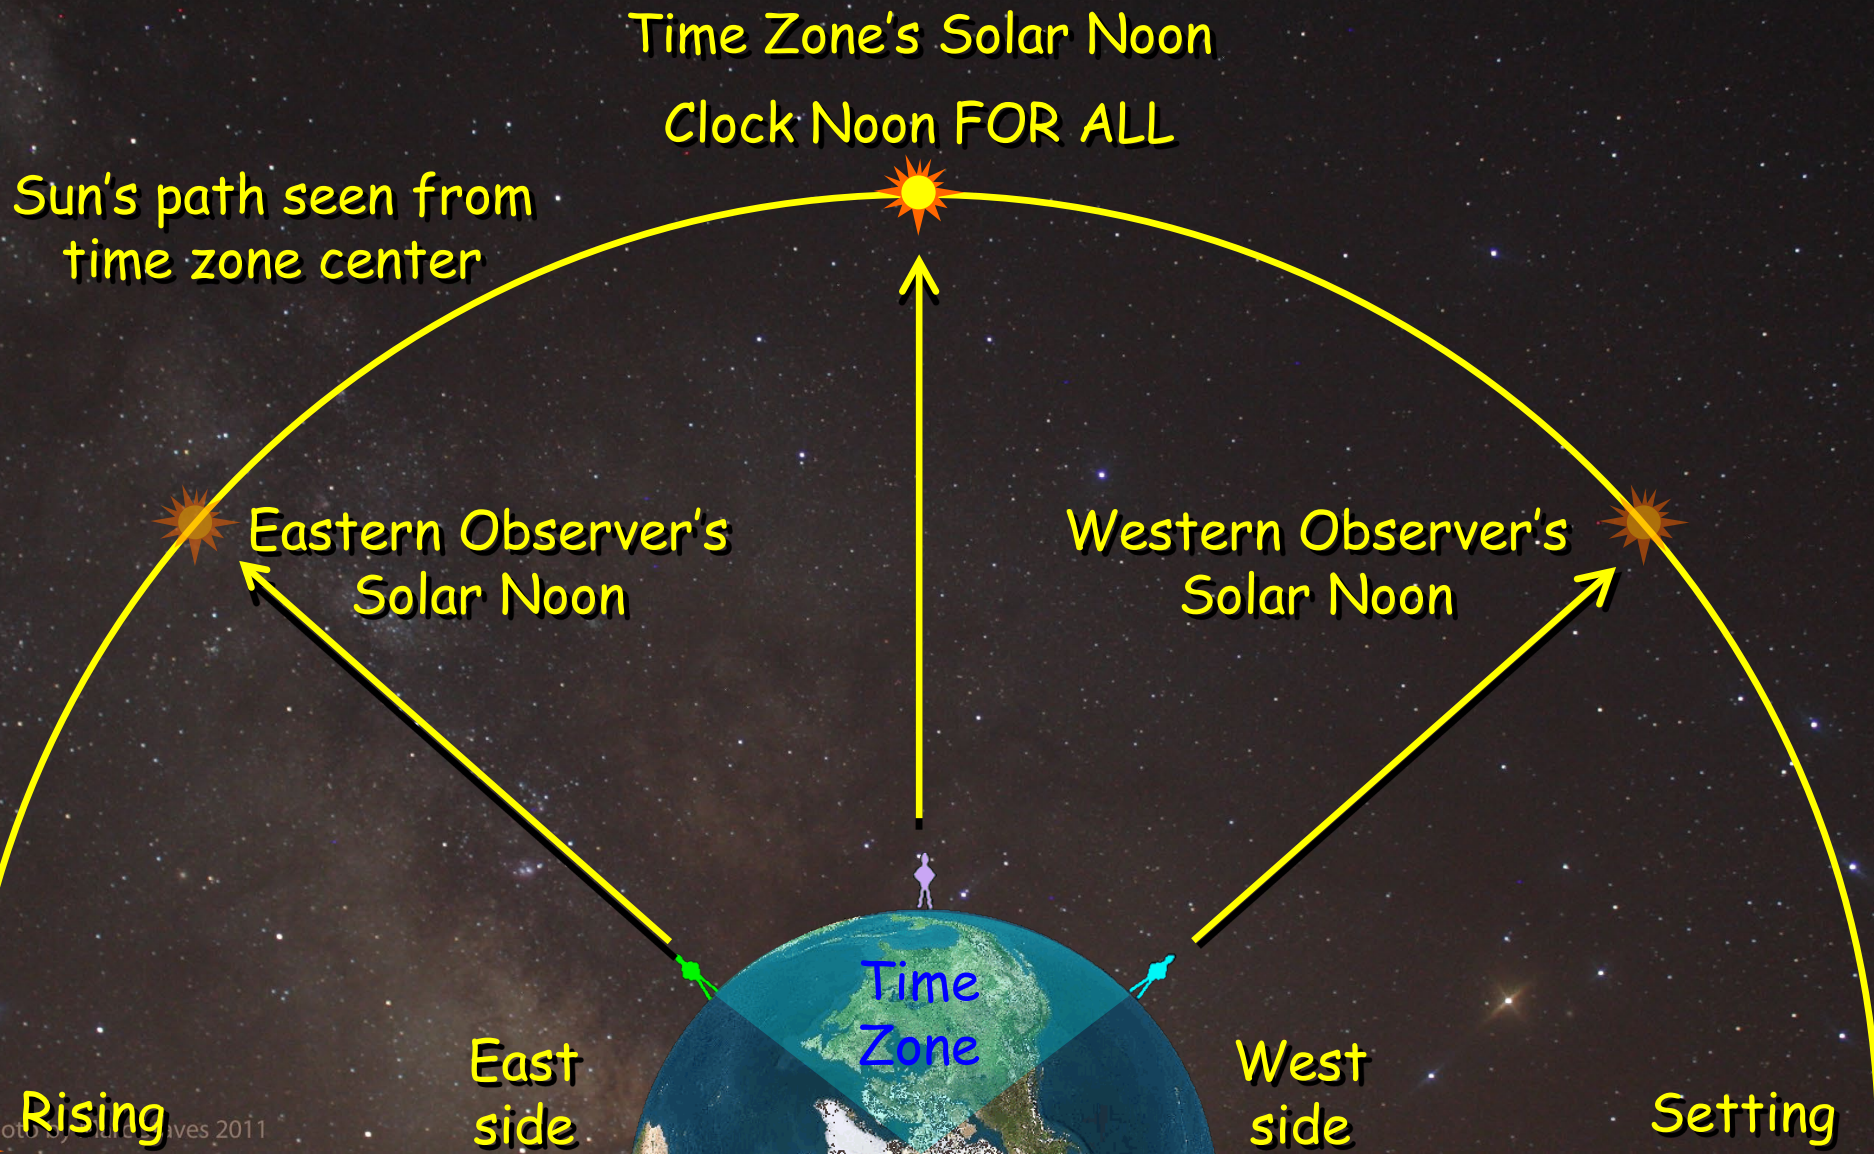 Time Zone's Solar Noon
Clock Noon FOR ALL
Sun's path seen from
time zone center
Eastern Observer's
Solar Noon
Western Observer's
Solar Noon
Time
Zone
East
side
West
side
Rising
Setting
2011